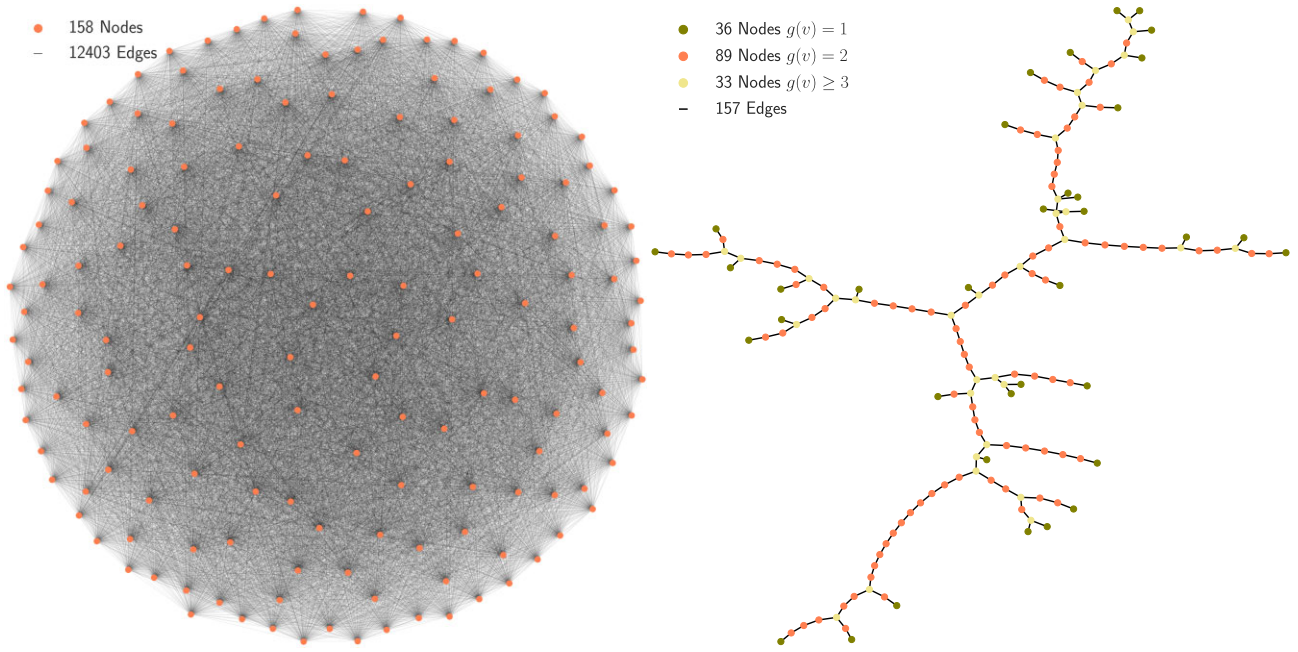 158 Nodes
12403 Edges
36 Nodes g(v) = 1
89 Nodes g(v) = 2
33 Nodes g(v) ≥ 3
157 Edges